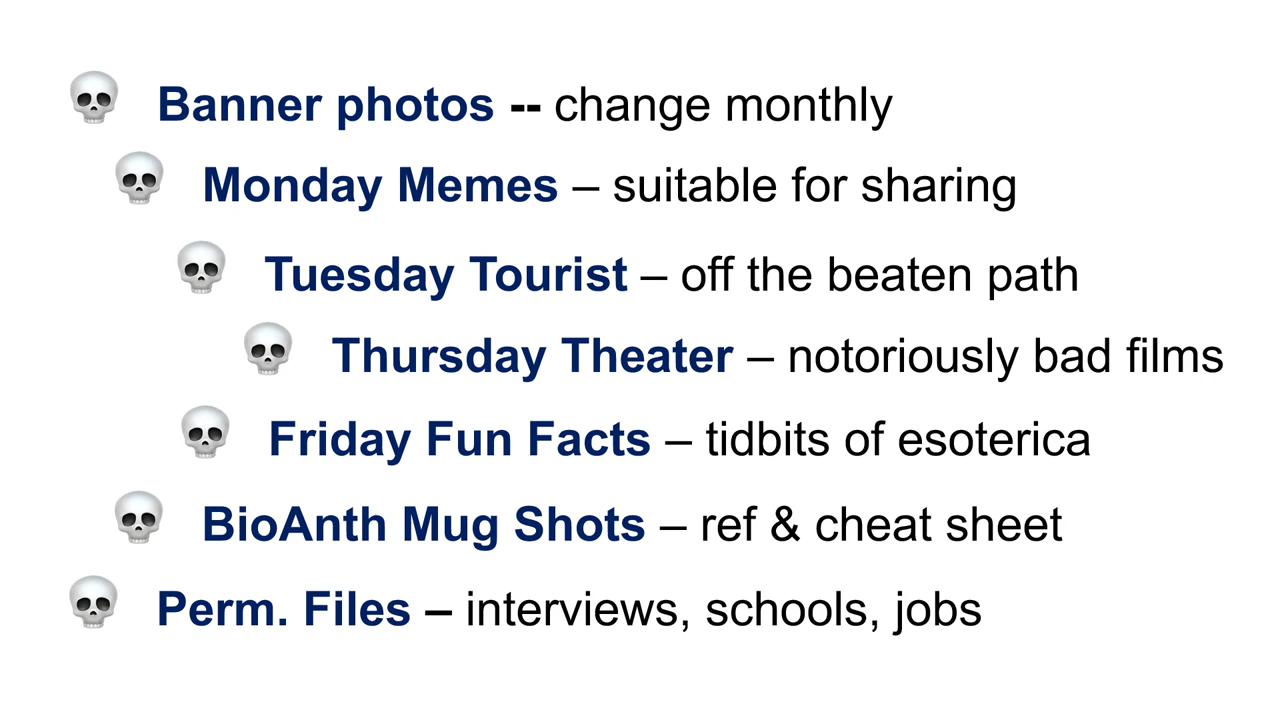 Banner photos -- change monthly
Monday Memes – suitable for sharing
Tuesday Tourist – off the beaten path
Thursday Theater – notoriously bad films
Friday Fun Facts – tidbits of esoterica
BioAnth Mug Shots – ref & cheat sheet
Perm. Files – interviews, schools, jobs